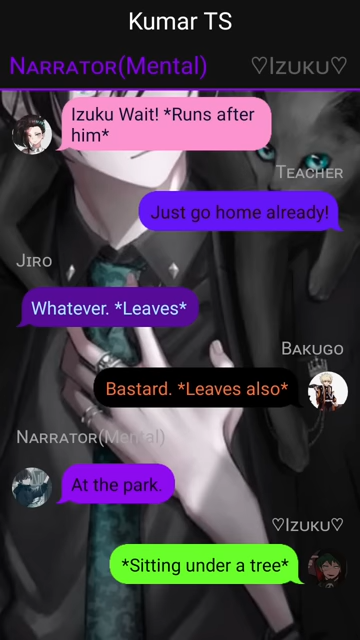 Kumar TS
Narrator(Mental) ♡Izuku♡
Izuku Wait! *Runs after
him*
Teacher
Just go home already!
Jiro
Whatever. *Leaves*
Bakugo
Bastard. *Leaves also*
Narrator(Mental)
At the park.
♡Izuku♡
*Sitting under a tree*